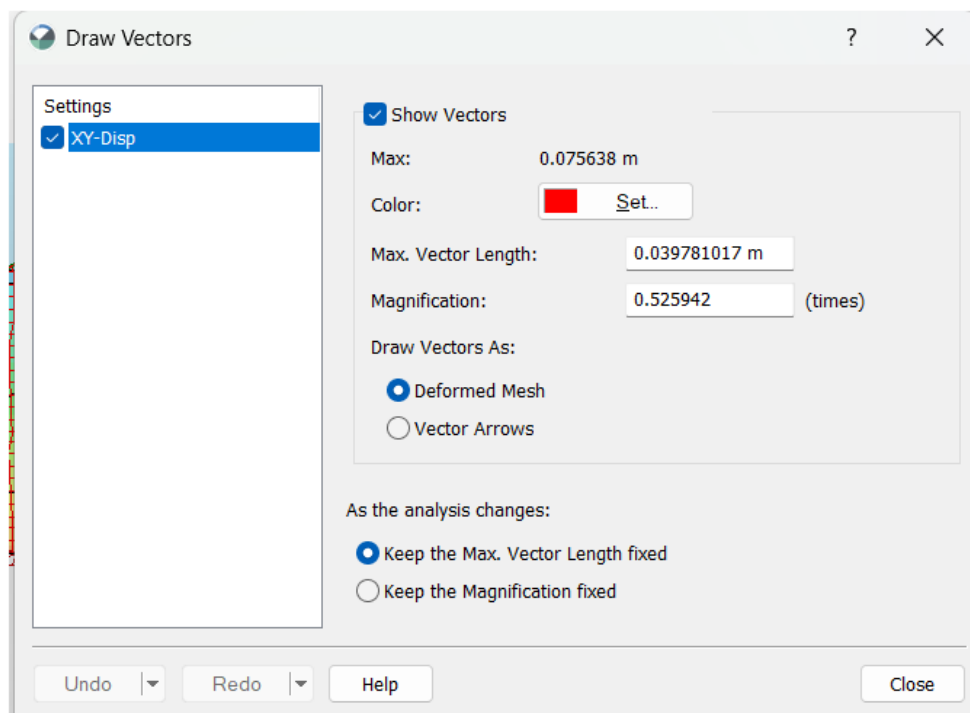 Draw Vectors
?
Settings
XY-Disp
Show Vectors
Max: 0.075638 m
Color: Set...
Max. Vector Length: 0.039781017 m
Magnification: 0.525942 (times)
Draw Vectors As:
Deformed Mesh
Vector Arrows
As the analysis changes:
Keep the Max. Vector Length fixed
Keep the Magnification fixed
Undo Redo Help Close